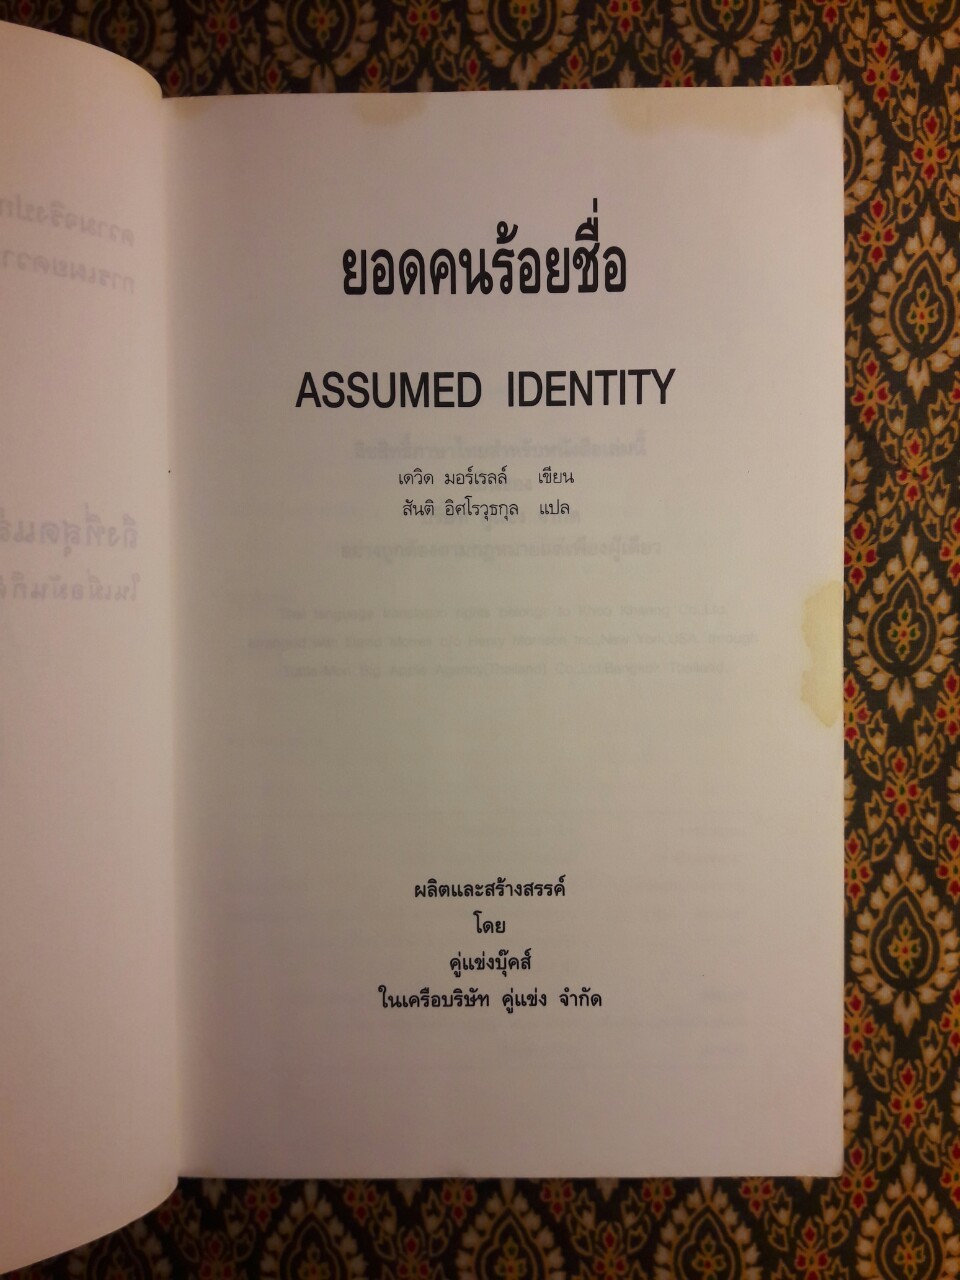 ยอดคนร้อยชื่อ
ASSUMED IDENTITY
เดวิด มอร์เรลล์ เขียน
สันติ อิศโรวุธกุล แปล
ผลิตและสร้างสรรค์
โดย
คู่แข่งบุ๊คส์
ในเครือบริษัท คู่แข่ง จำกัด